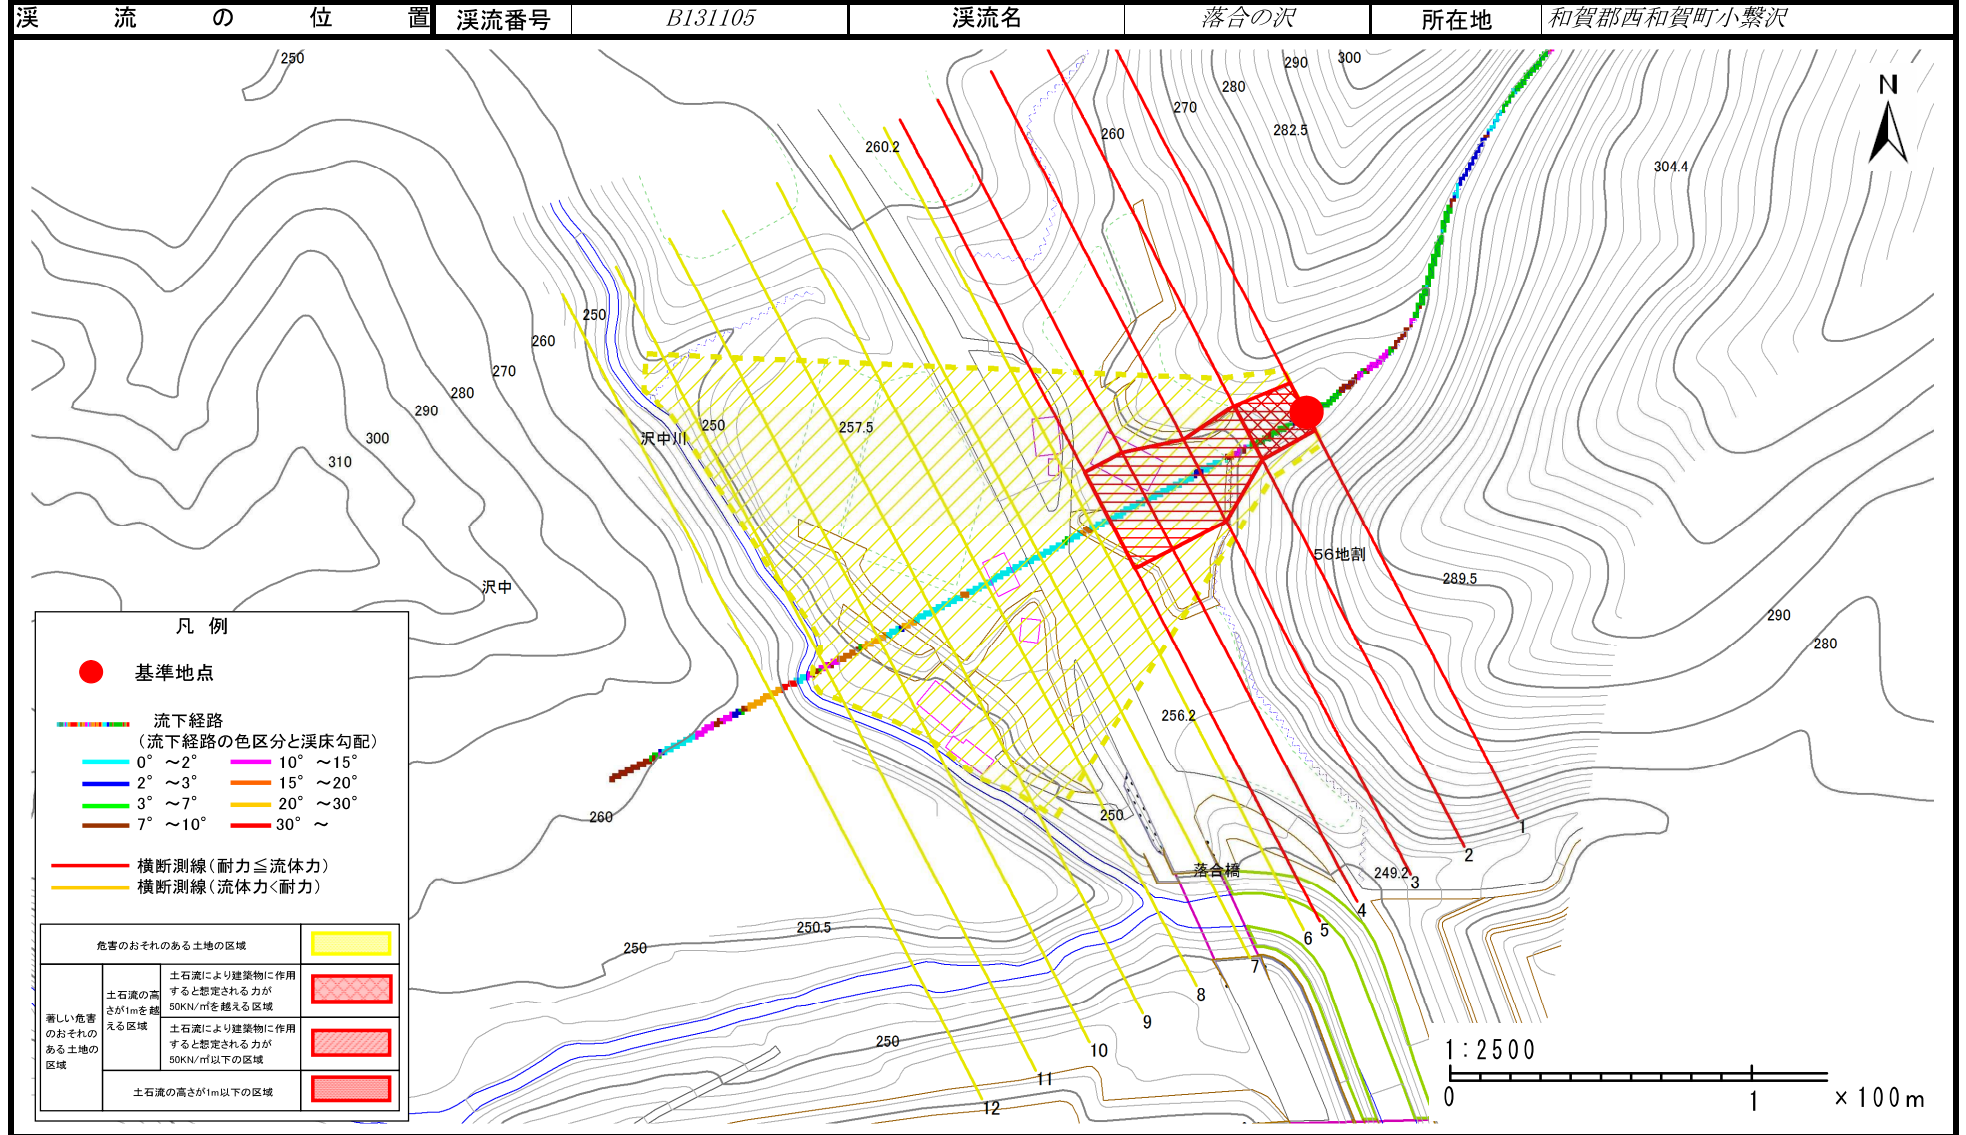 渓流の位置 渓流番号 B131105 渓流名 落合の沢 所在地 和賀郡西和賀町小繋沢
250
290
300
280
270
282.5
260
260.2
304.4
N
250
260
270
280
290
300
310
沢中川
250
257.5
沢中
56地割
289.5
290
280
256.2
260
250
落合橋
249.2
250.5
250
250
1
2
3
4
5
6
7
8
9
10
11
12
凡例
基準地点
流下経路
(流下経路の色区分と渓床勾配)
0°～2° 10°～15°
2°～3° 15°～20°
3°～7° 20°～30°
7°～10° 30°～
横断測線(耐力≦流体力)
横断測線(流体力<耐力)
危害のおそれのある土地の区域
著しい危害
のおそれの
ある土地の
区域
土石流の高
さが1mを越
える区域
土石流により建築物に作用
すると想定される力が
50KN/㎡を越える区域
土石流により建築物に作用
すると想定される力が
50KN/㎡以下の区域
土石流の高さが1m以下の区域
1:2500
0 1 ×100m